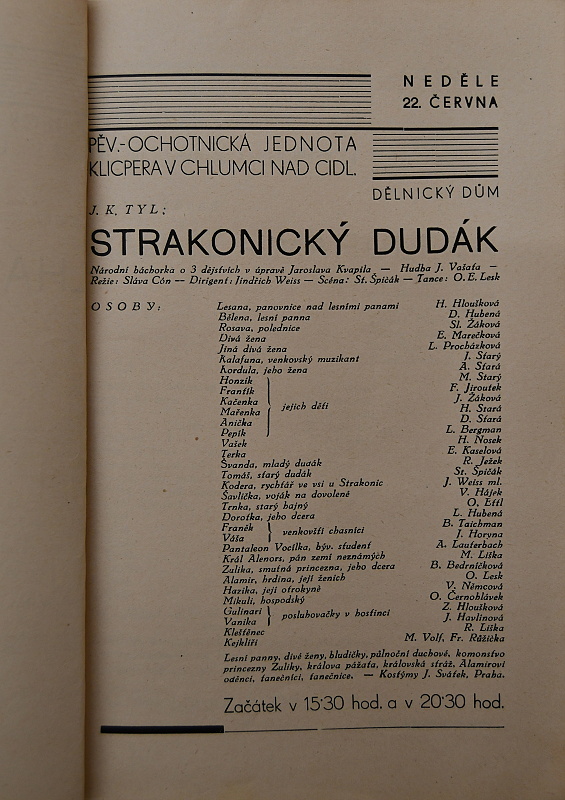 NEDĚLE
22. ČERVNA
PĚV.-OCHOTNICKÁ JEDNOTA
KLICPERA V CHLUMCI NAD CIDL.
DĚLNICKÝ DŮM
J. K. TYL:
STRAKONICKÝ DUDÁK
Národní báchorka o 3 dějstvích v úpravě Jaroslava Kvapila — Hudba J. Vašaťa —
Režie: Sláva Cón — Dirigent: Jindřich Weiss — Scéna: St. Špičák — Tance: O. E. Lesk
OSOBY:
Lesana, panovnice nad lesními panami H. Hloušková
Bělena, lesní panna D. Hubená
Rosava, polednice Sl. Žáková
Divá žena E. Marečková
Jiná divá žena L. Procházková
Kalafuna, venkovský muzikant J. Starý
Kordula, jeho žena A. Stará
Honzík M. Starý
Frantík F. Jiroutek
Kačenka J. Žáková
Mařenka jejich děti H. Stará
Anička D. Stará
Pepík L. Bergman
Vašek H. Nosek
Terka E. Kaselová
Švanda, mladý dudák R. Ježek
Tomáš, starý dudák St. Špičák
Kodera, rychtář ve vsi u Strakonic J. Weiss ml.
Šavlička, voják na dovolené V. Hájek
Trnka, starý hajný O. Ettl
Dorotka, jeho dcera L. Hubená
Franěk B. Taichman
Váša venkovští chasníci J. Horyna
Pantaleon Vocilka, býv. student A. Lauterbach
Král Alenors, pán zemí neznámých M. Liška
Zulika, smutná princezna, jeho dcera B. Bedníčková
Alamir, hrdina, její ženich O. Lesk
Hazika, její otrokyně V. Němcová
Mikuli, hospodský O. Černohlávek
Gulinari Z. Hloušková
Vanika posluhovačky v hostinci J. Havlinová
Kleštěnec R. Liška
Kejklíři M. Volf, Fr. Růžička
Lesní panny, divé ženy, bludičky, půlnoční duchové, komonstvo
princezny Zuliky, králova pážata, královská stráž, Alamirovi
oděnci, tanečníci, tanečnice. — Kostýmy J. Svátek, Praha.
Začátek v 15·30 hod. a v 20·30 hod.